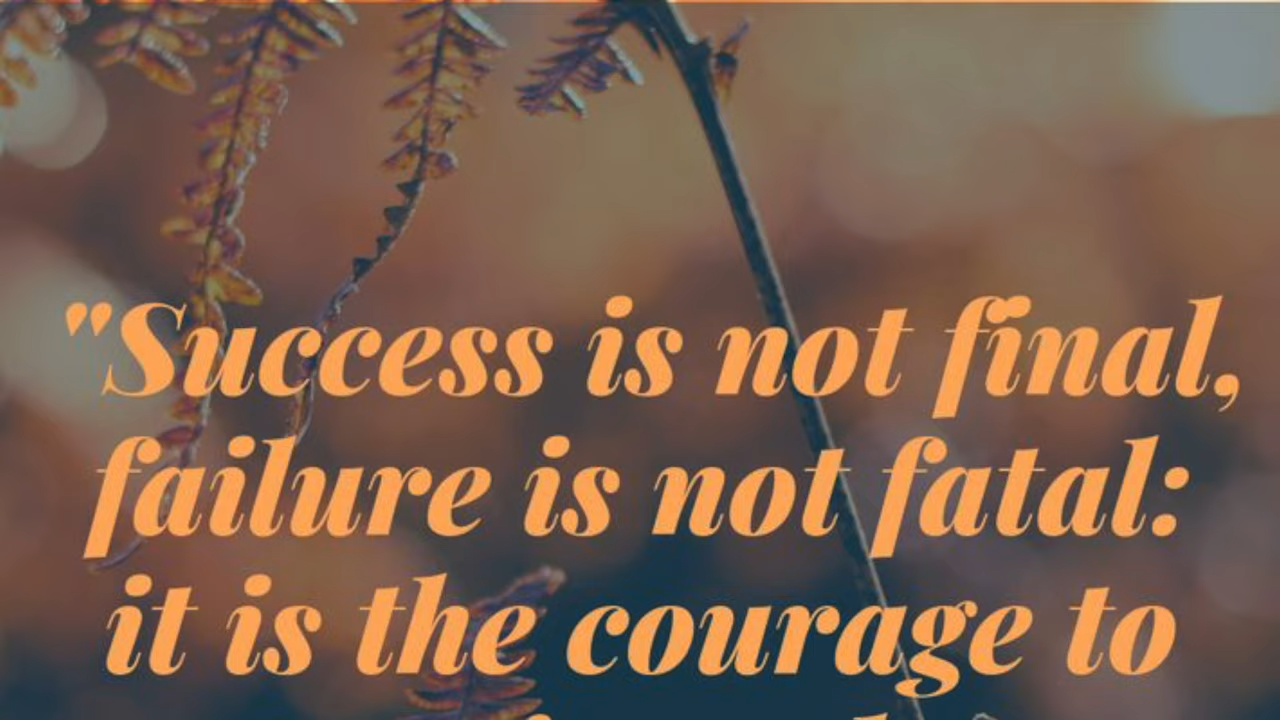 "Success is not final,
failure is not fatal:
it is the courage to